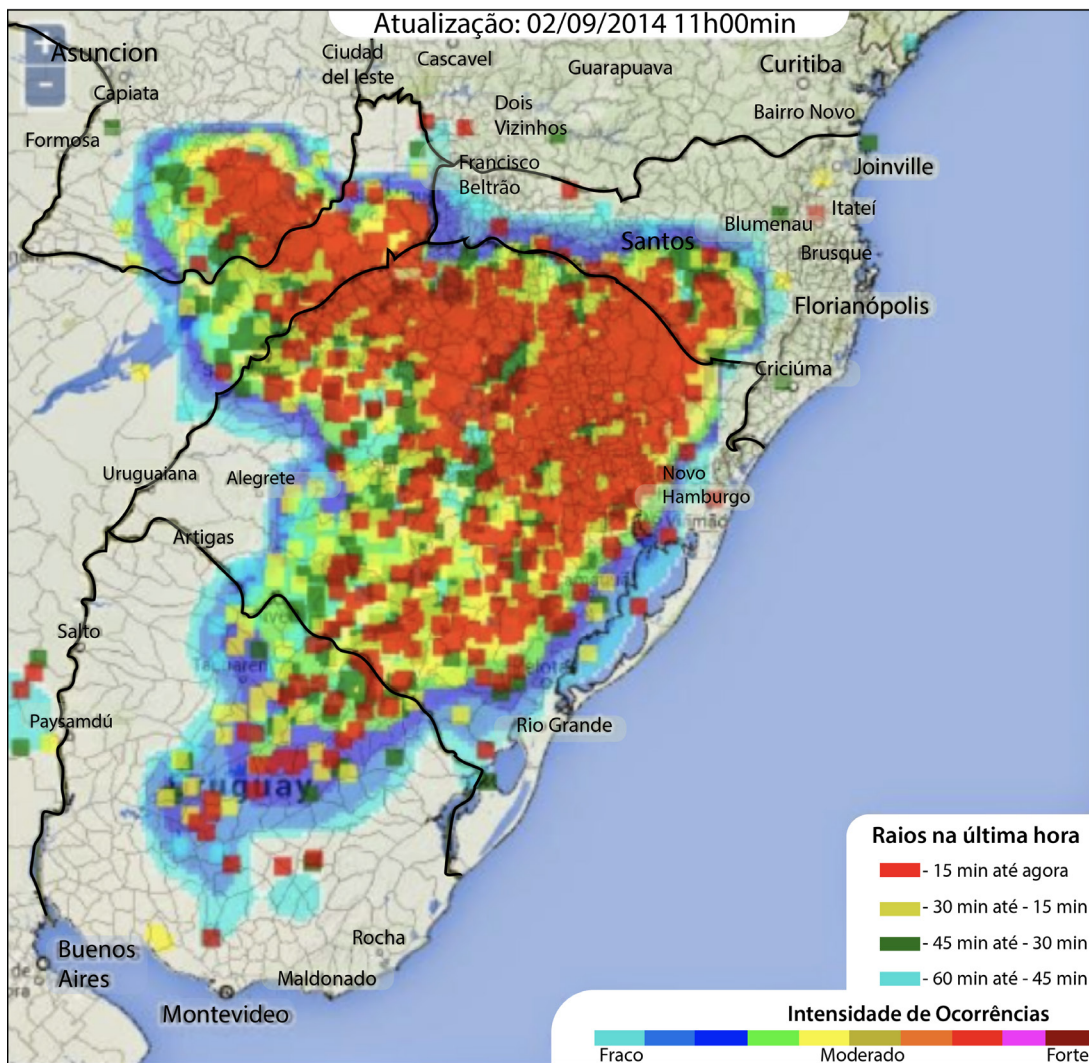 Atualização: 02/09/2014 11h00min
Asuncion
Ciudad
del leste
Cascavel
Guarapuava
Curitiba
Capiata
Dois
Vizinhos
Bairro Novo
Formosa
Francisco
Beltrão
Joinville
Itateí
Blumenau
Santos
Brusque
Florianópolis
Criciúma
Uruguaiana
Alegrete
Novo
Hamburgo
Artigas
Salto
Paysamdú
Rio Grande
Uruguay
Rocha
Buenos
Aires
Maldonado
Montevideo
Raios na última hora
- 15 min até agora
- 30 min até - 15 min
- 45 min até - 30 min
- 60 min até - 45 min
Intensidade de Ocorrências
Fraco
Moderado
Forte